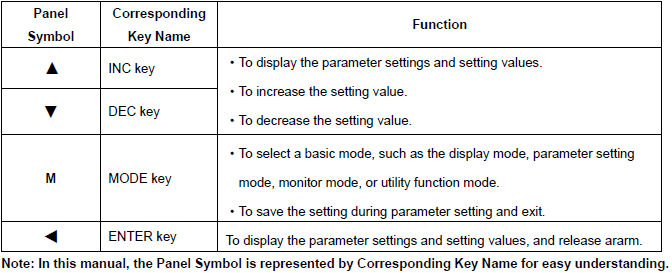 Panel Symbol
Corresponding Key Name
Function
▲
INC key
・To display the parameter settings and setting values.
・To increase the setting value.
▼
DEC key
・To decrease the setting value.
M
MODE key
・To select a basic mode, such as the display mode, parameter setting
mode, monitor mode, or utility function mode.
・To save the setting during parameter setting and exit.
◀
ENTER key
To display the parameter settings and setting values, and release ararm.
Note: In this manual, the Panel Symbol is represented by Corresponding Key Name for easy understanding.